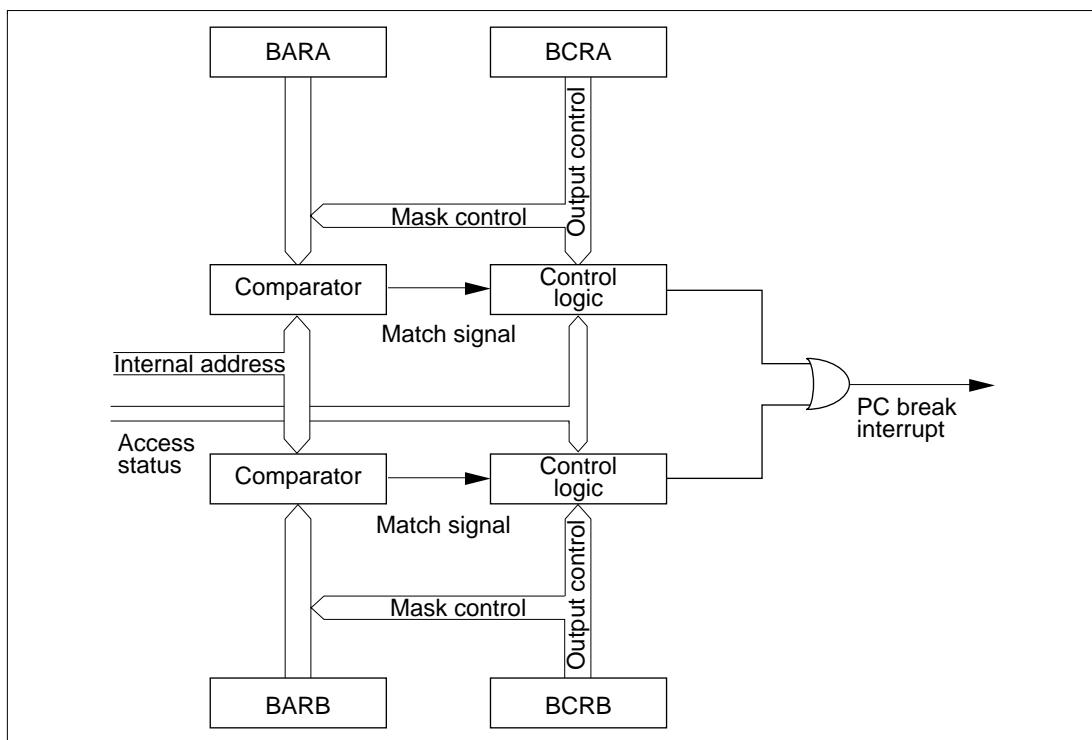 BARA
BCRA
Output control
Mask control
Comparator
Control
logic
Match signal
Internal address
PC break
interrupt
Access
status
Comparator
Control
logic
Match signal
Mask control
Output control
BARB
BCRB